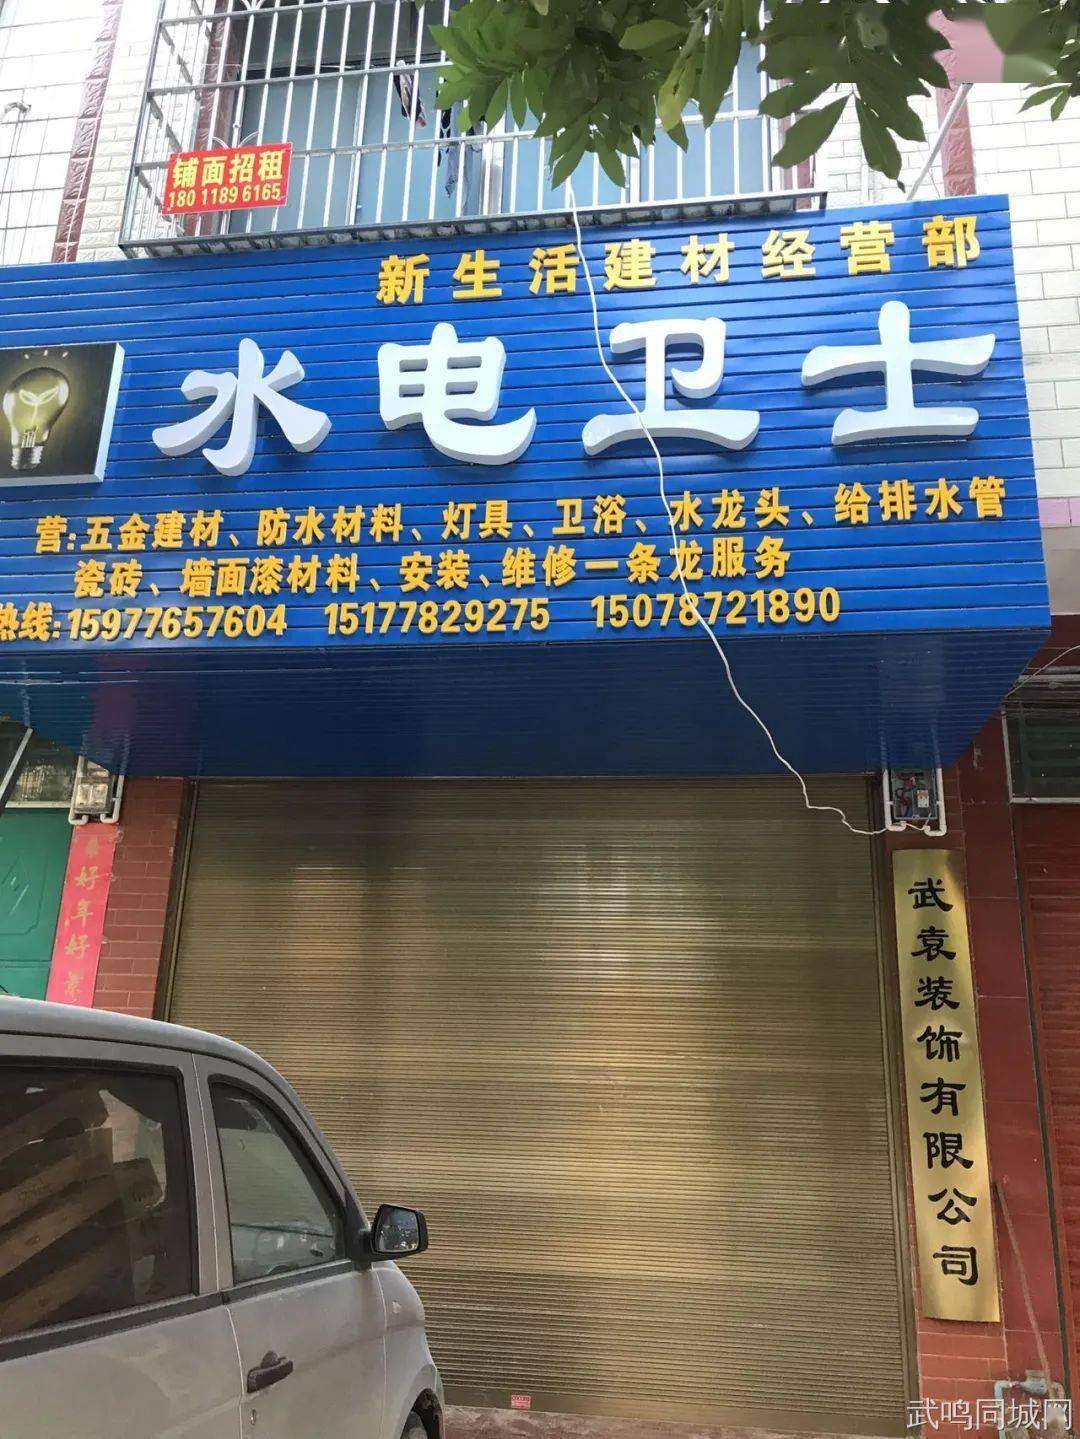 铺面招租
18011896165
新生活建材经营部
水电卫士
营:五金建材、防水材料、灯具、卫浴、水龙头、给排水管
瓷砖、墙面漆材料、安装、维修一条龙服务
热线:15977657604 15177829275 15078721890
好年好景
武袁装饰有限公司
武鸣同城网